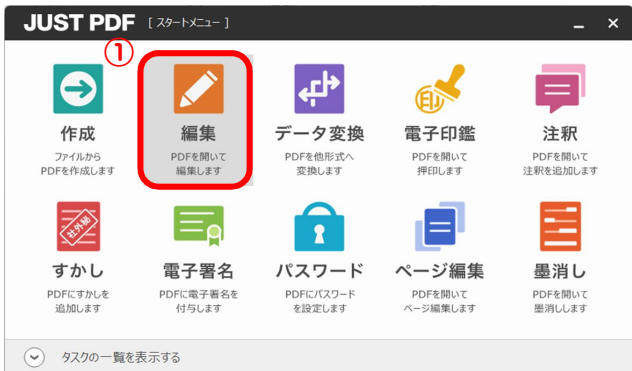 JUST PDF [ スタートメニュー ]
①
作成
ファイルから
PDFを作成します
編集
PDFを開いて
編集します
データ変換
PDFを他形式へ
変換します
印
電子印鑑
PDFを開いて
押印します
注釈
PDFを開いて
注釈を追加します
社外秘
すかし
PDFにすかしを
追加します
電子署名
PDFに電子署名を
付与します
パスワード
PDFにパスワード
を設定します
ページ編集
PDFを開いて
ページ編集します
墨消し
PDFを開いて
墨消しします
タスクの一覧を表示する